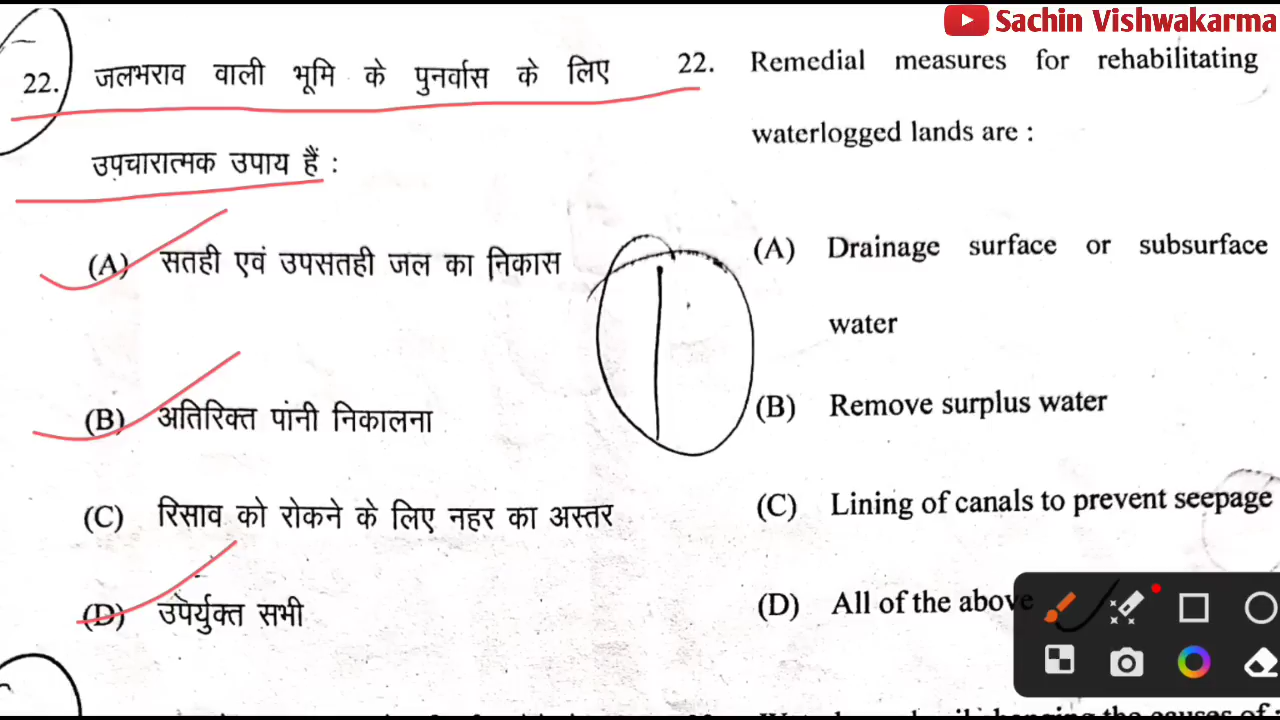 Sachin Vishwakarma
22. जलभराव वाली भूमि के पुनर्वास के लिए
उपचारात्मक उपाय हैं :
(A) सतही एवं उपसतही जल का निकास
(B) अतिरिक्त पांनी निकालना
(C) रिसाव को रोकने के लिए नहर का अस्तर
(D) उपर्युक्त सभी
22. Remedial measures for rehabilitating
waterlogged lands are :
(A) Drainage surface or subsurface
water
(B) Remove surplus water
(C) Lining of canals to prevent seepage
(D) All of the above